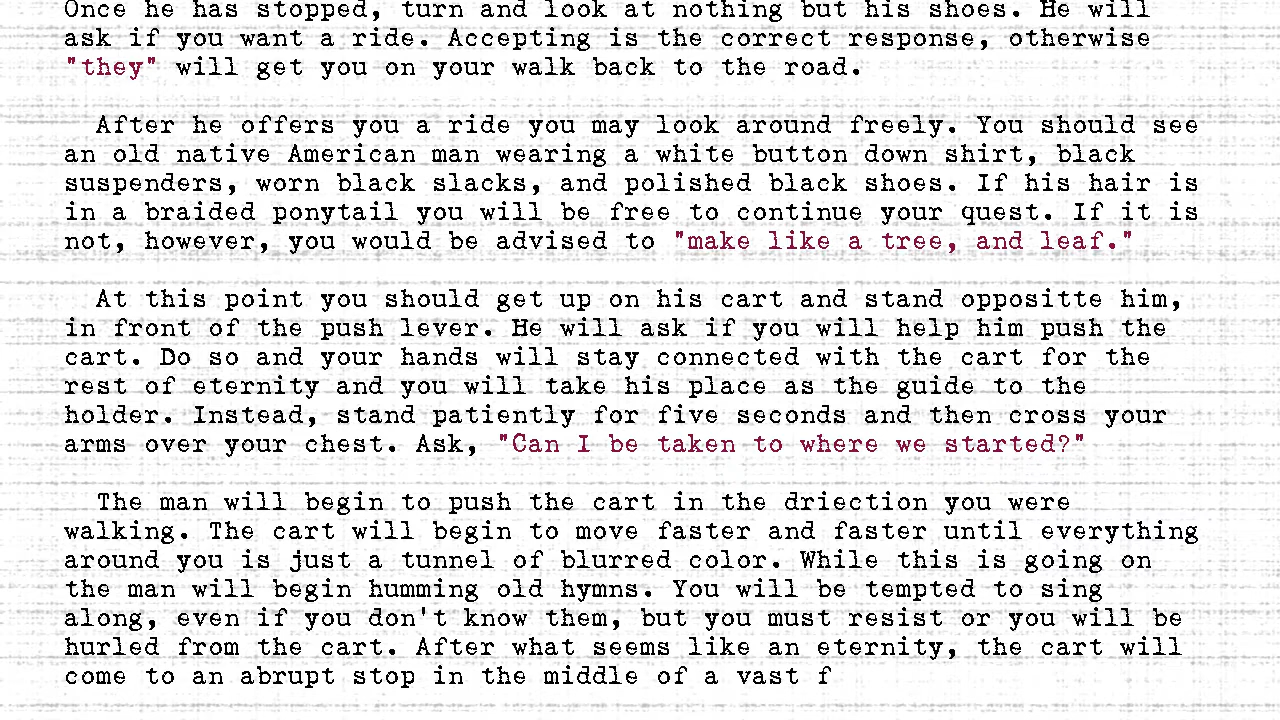 Once he has stopped, turn and look at nothing but his shoes. He will
ask if you want a ride. Accepting is the correct response, otherwise
"they" will get you on your walk back to the road.
After he offers you a ride you may look around freely. You should see
an old native American man wearing a white button down shirt, black
suspenders, worn black slacks, and polished black shoes. If his hair is
in a braided ponytail you will be free to continue your quest. If it is
not, however, you would be advised to "make like a tree, and leaf."
At this point you should get up on his cart and stand oppositte him,
in front of the push lever. He will ask if you will help him push the
cart. Do so and your hands will stay connected with the cart for the
rest of eternity and you will take his place as the guide to the
holder. Instead, stand patiently for five seconds and then cross your
arms over your chest. Ask, "Can I be taken to where we started?"
The man will begin to push the cart in the driection you were
walking. The cart will begin to move faster and faster until everything
around you is just a tunnel of blurred color. While this is going on
the man will begin humming old hymns. You will be tempted to sing
along, even if you don't know them, but you must resist or you will be
hurled from the cart. After what seems like an eternity, the cart will
come to an abrupt stop in the middle of a vast f